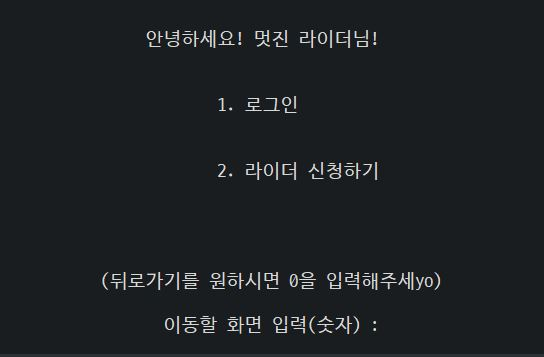 안녕하세요! 멋진 라이더님!
1. 로그인
2. 라이더 신청하기
(뒤로가기를 원하시면 0을 입력해주세yo)
이동할 화면 입력(숫자) :